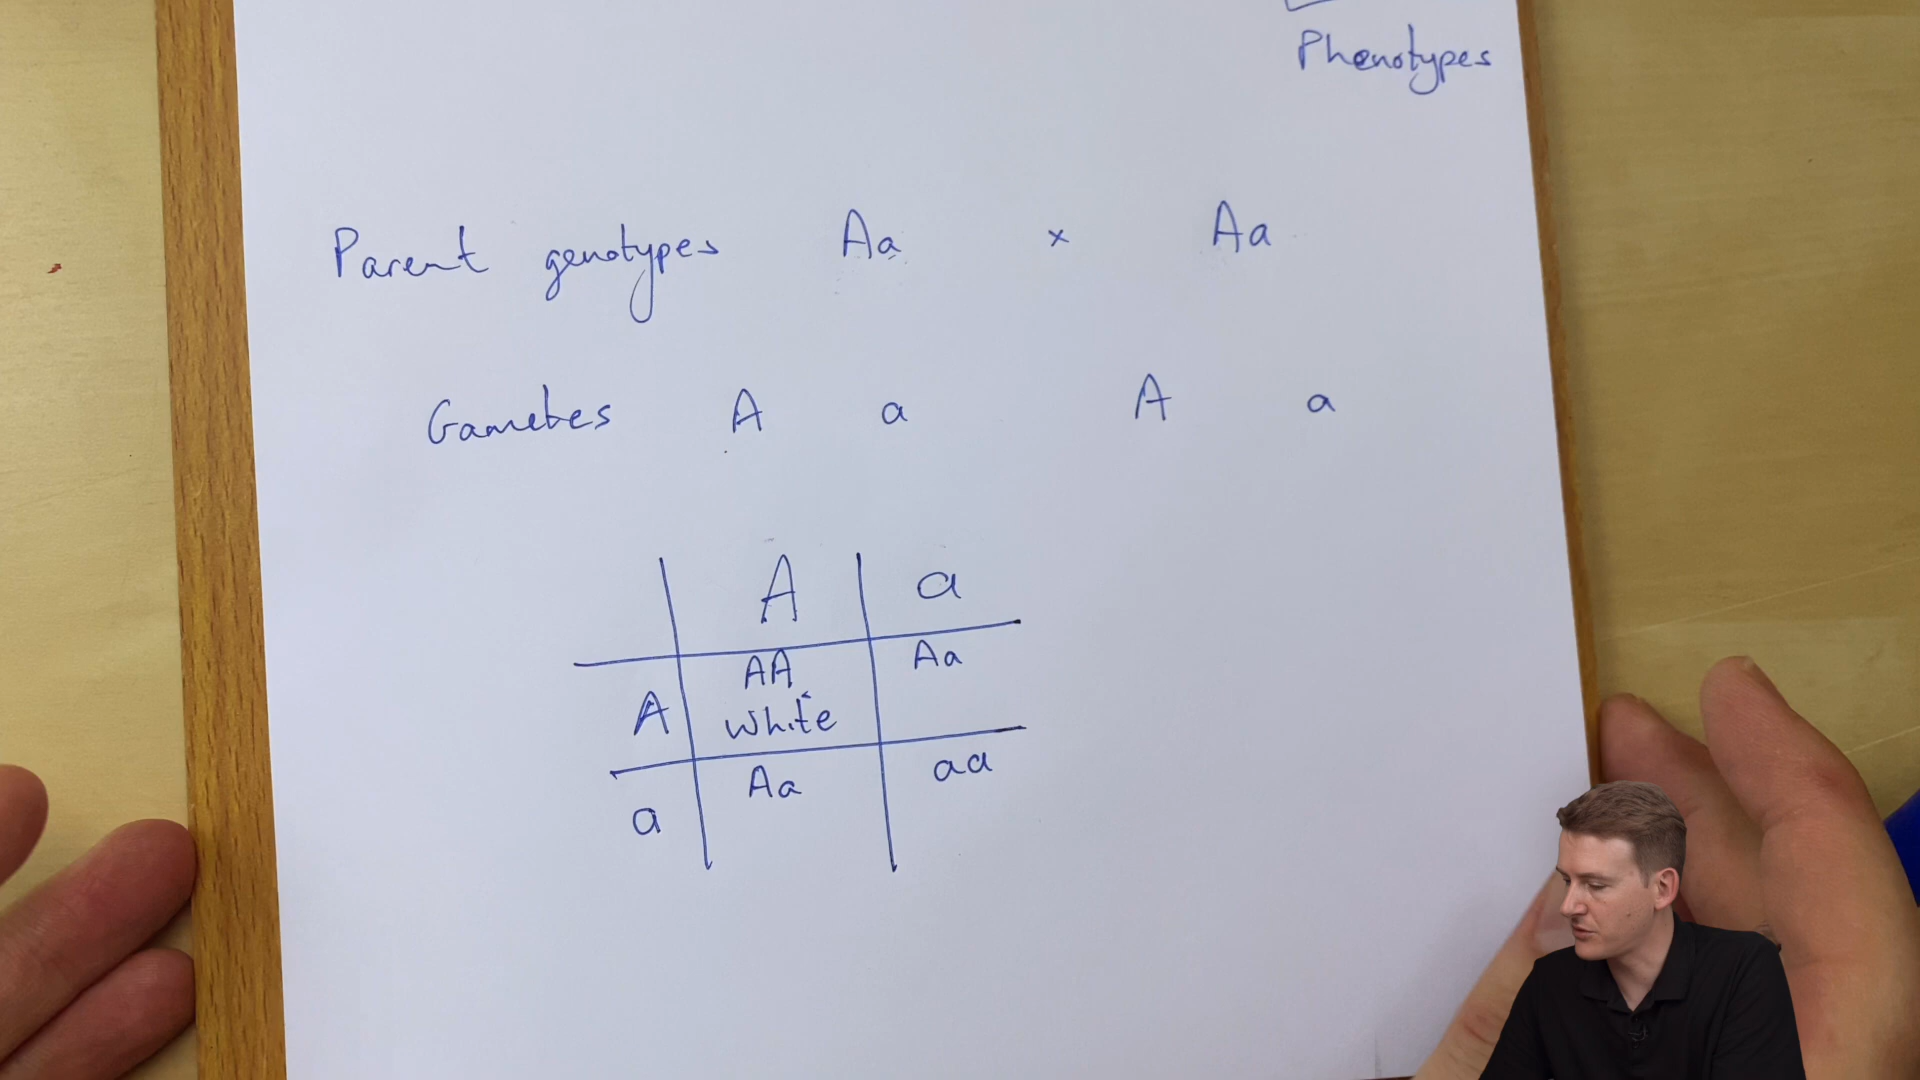 Phenotypes
Parent genotypes Aa × Aa
Gametes A a A a
A a
AA Aa
A white
Aa aa
a